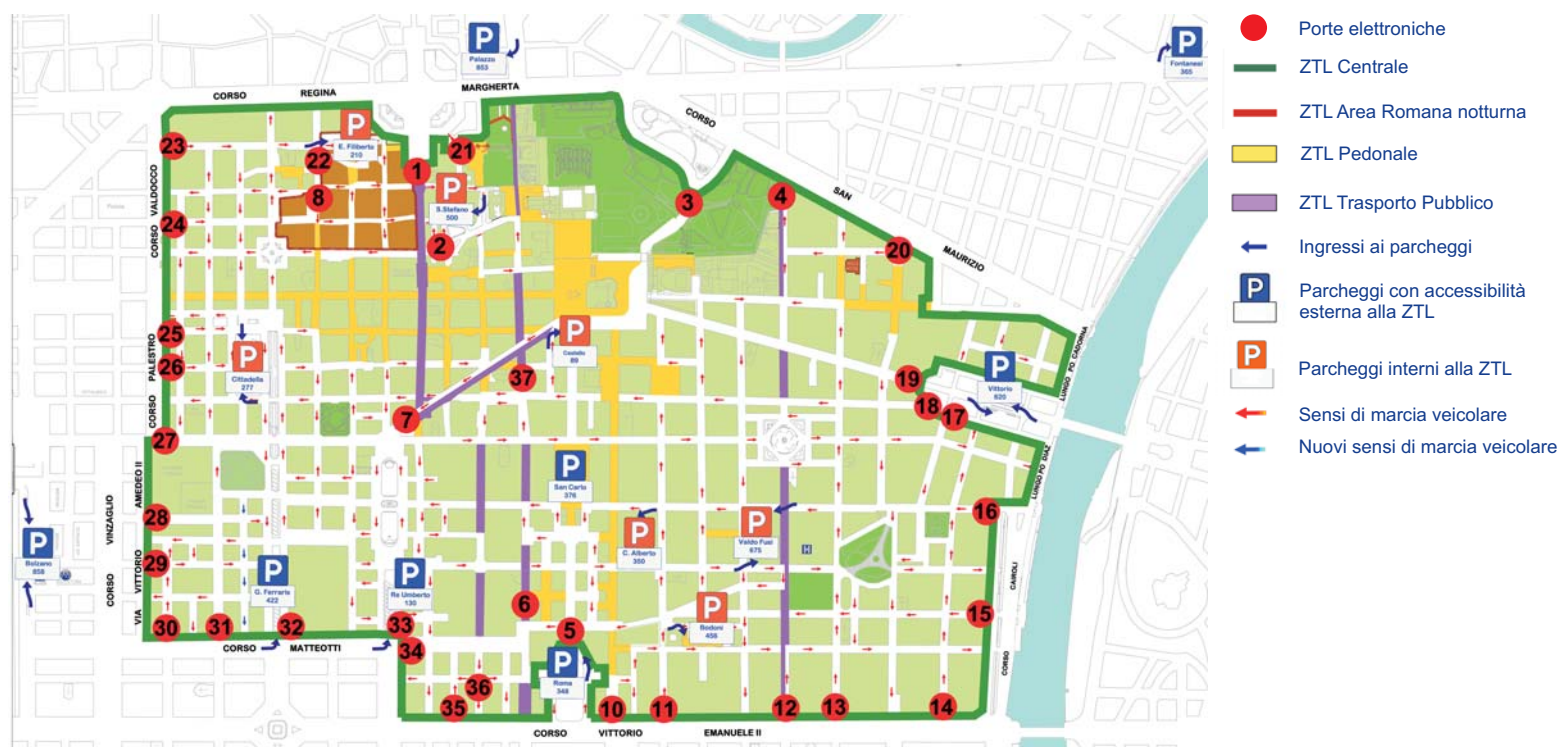 Palazzo
853
Fontanesi
365
CORSO REGINA MARGHERTA
CORSO
SAN
MAURIZIO
E. Filiberto
210
S.Stefano
500
23
22
21
1
8
3
4
24
2
20
CORSO VALDOCCO
25
26
Cittadella
277
Castello
89
37
7
19
18
17
Vittorio
820
LUNGO PO CADORNA
CORSO PALESTRO
27
San Carlo
376
LUNGO PO DIAZ
AMEDEO II
28
16
C. Alberto
350
Valdo Fusi
675
H
Bolzano
858
CORSO VINZAGLIO
29
G. Ferraris
422
Re Umberto
130
6
Bodoni
458
15
CORSO CAIROLI
VIA VITTORIO
30
31
32
33
5
34
CORSO MATTEOTTI
Roma
348
36
35
10
11
12
13
14
CORSO VITTORIO EMANUELE II
Porte elettroniche
ZTL Centrale
ZTL Area Romana notturna
ZTL Pedonale
ZTL Trasporto Pubblico
Ingressi ai parcheggi
P
Parcheggi con accessibilità
esterna alla ZTL
P
Parcheggi interni alla ZTL
Sensi di marcia veicolare
Nuovi sensi di marcia veicolare